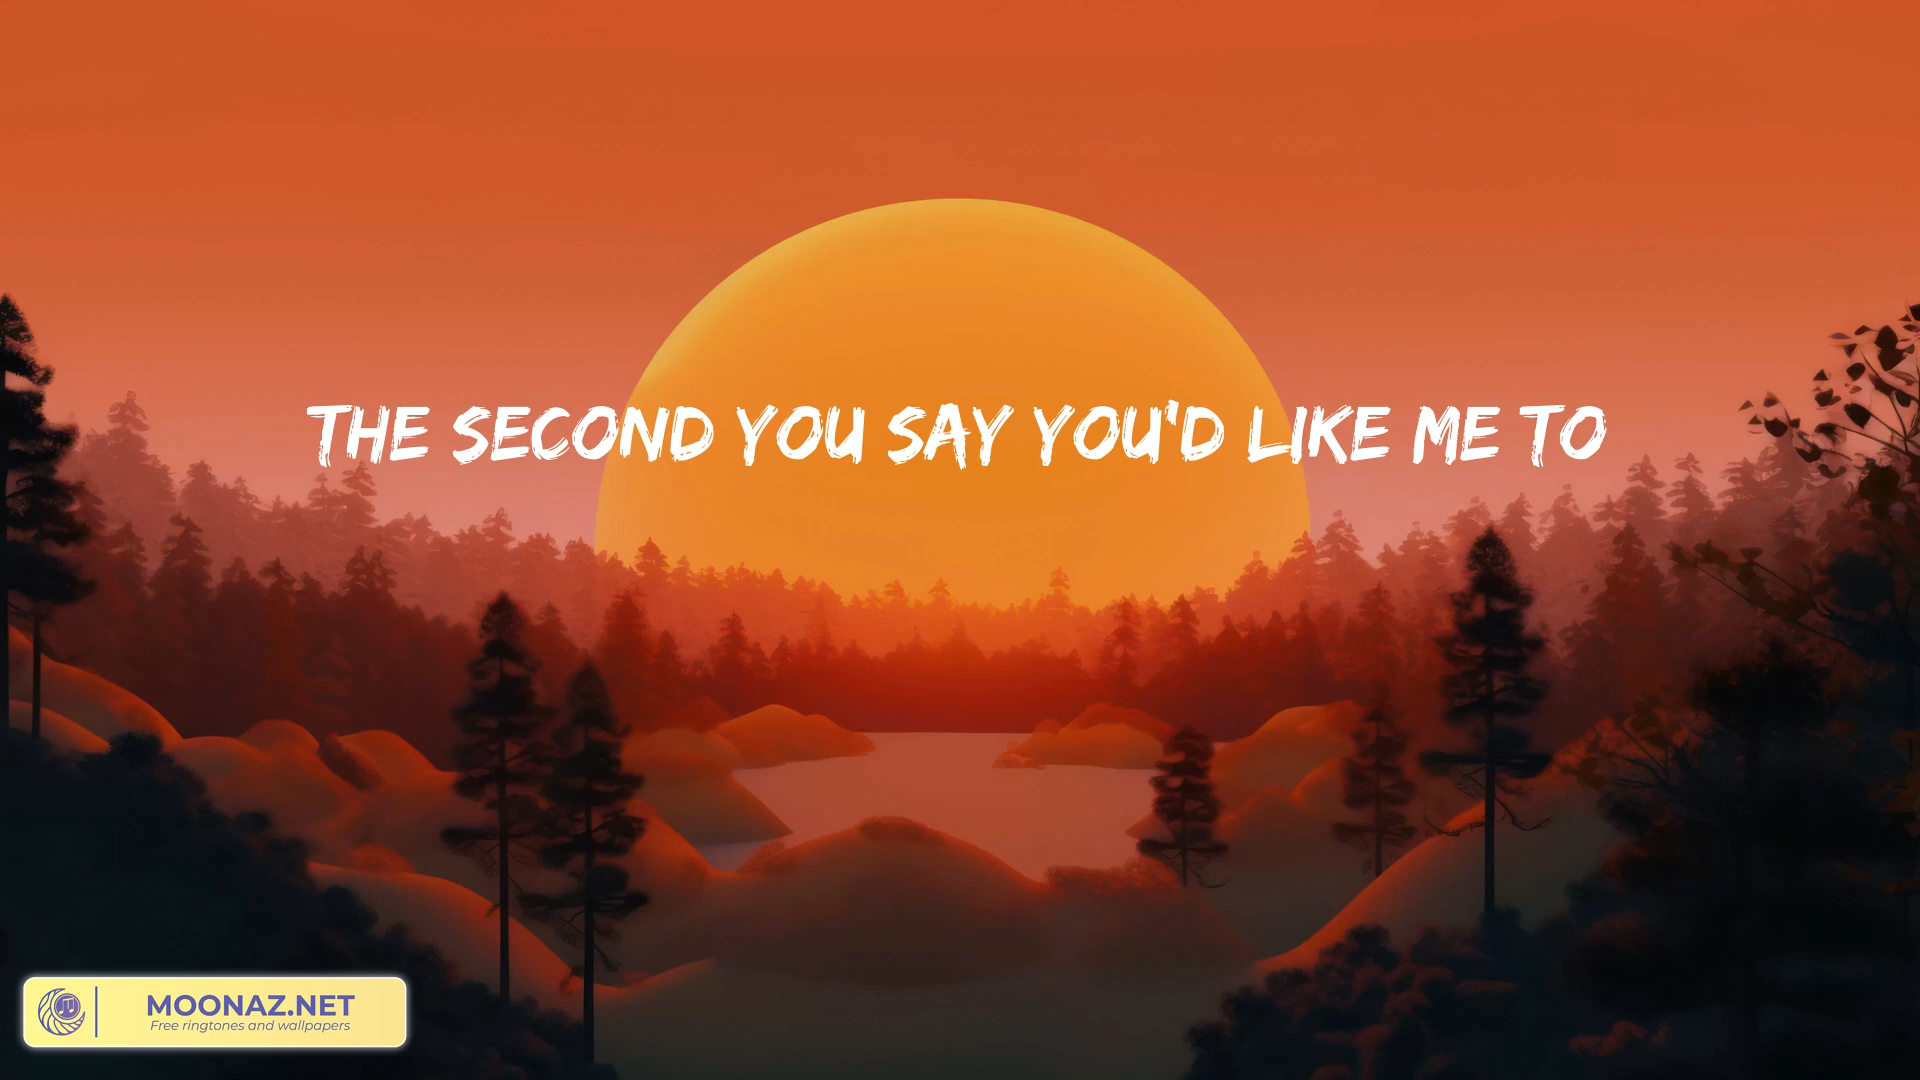 THE SECOND YOU SAY YOU'D LIKE ME TO
MOONAZ.NET
Free ringtones and wallpapers